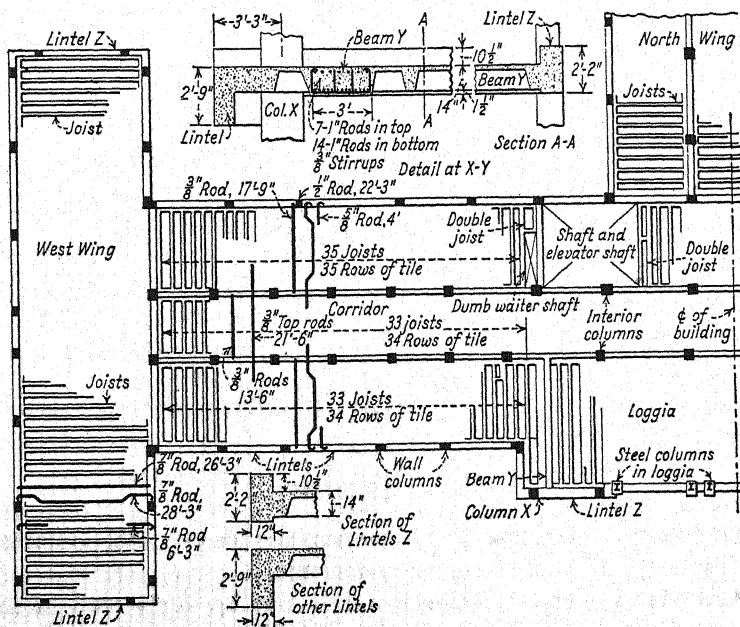 Lintel Z
3'-3"
Beam Y
A
Lintel Z
North Wing
10 1/2"
2'-2"
2'-9"
Col. X
Beam Y
3'
14"
1 1/2"
Lintel
A
Joist
Joists
7-1" Rods in top
14-1" Rods in bottom
3/8" Stirrups
Section A-A
Detail at X-Y
3/8" Rod, 17'-9"
1/2" Rod, 22'-3"
5/8" Rod, 4'
Double
joist
Shaft and
elevator shaft
West Wing
35 Joists
35 Rows of tile
Double
joist
Corridor
Dumb waiter shaft
3/8" Top rods
21'-6"
33 joists
34 Rows of tile
Interior
columns
℄ of
building
3/8" Rods
13'-6"
Joists
33 Joists
34 Rows of tile
Loggia
7/8" Rod, 26'-3"
Lintels
10 1/2"
Wall
columns
Beam Y
Steel columns
in loggia
7/8" Rod,
28'-3"
2'-2
14"
7/8" Rod
6'-3"
12"
Section of
Lintels Z
Column X
Lintel Z
2'-9"
Section of
other Lintels
Lintel Z
12"